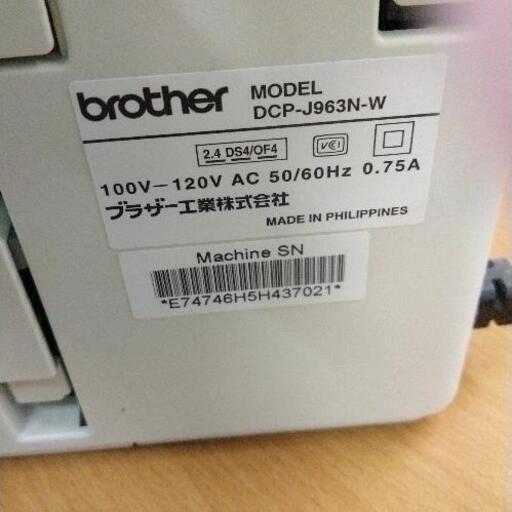 brother
MODEL
DCP-J963N-W
2.4 DS4/OF4
VCI
100V-120V AC 50/60Hz 0.75A
ブラザー工業株式会社
MADE IN PHILIPPINES
Machine SN
*E74746H5H437021*